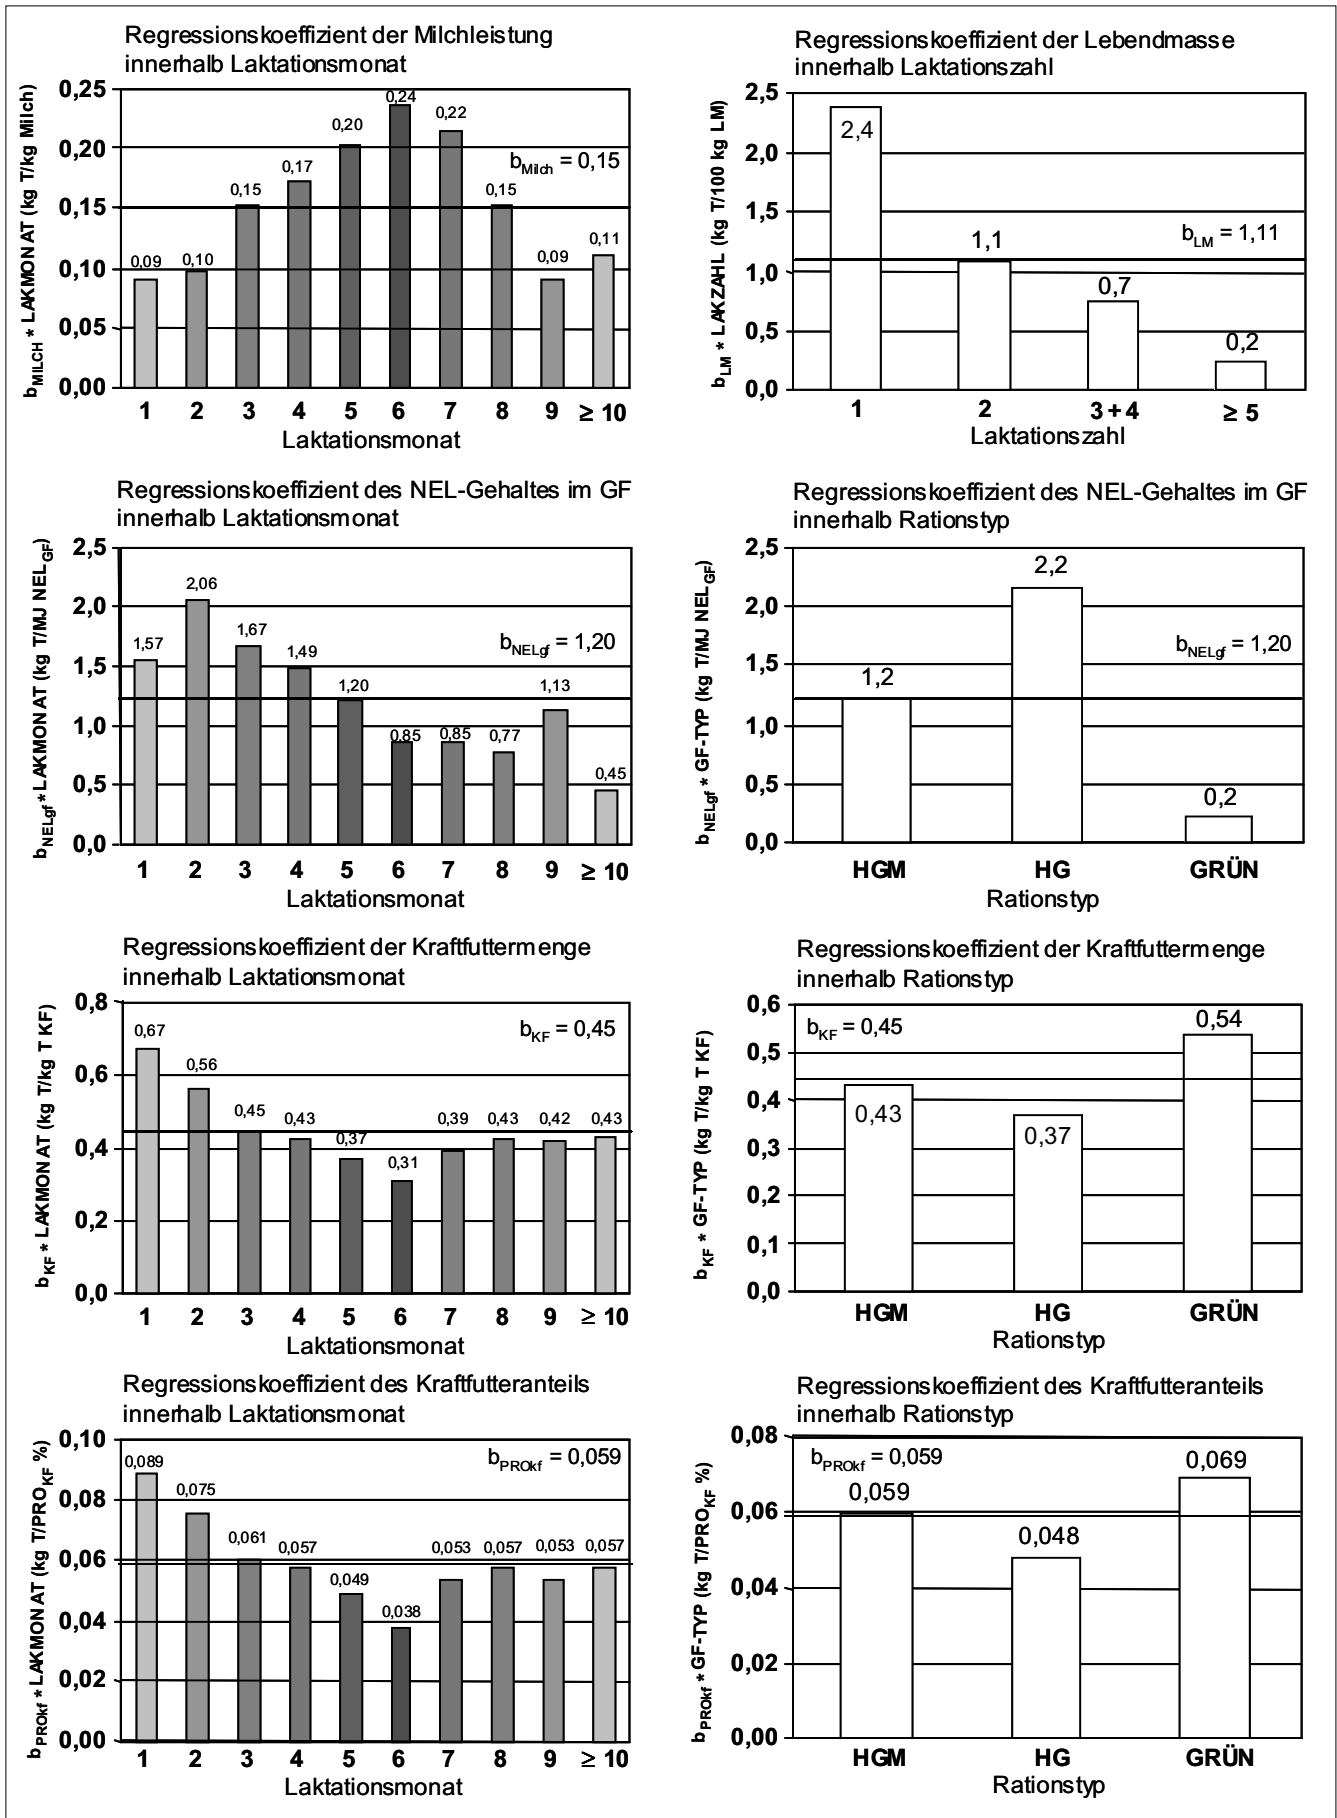 Regressionskoeffizient der Milchleistung
innerhalb Laktationsmonat
b_MILCH * LAKMONAT (kg T/kg Milch)
0,25
0,20
0,15
0,10
0,05
0,00
0,09
0,10
0,15
0,17
0,20
0,24
0,22
0,15
0,09
0,11
b_Milch = 0,15
1 2 3 4 5 6 7 8 9 ≥ 10
Laktationsmonat
Regressionskoeffizient der Lebendmasse
innerhalb Laktationszahl
b_LM * LAKZAHL (kg T/100 kg LM)
2,5
2,0
1,5
1,0
0,5
0,0
2,4
1,1
0,7
0,2
b_LM = 1,11
1 2 3 + 4 ≥ 5
Laktationszahl
Regressionskoeffizient des NEL-Gehaltes im GF
innerhalb Laktationsmonat
b_NELgf * LAKMONAT (kg T/MJ NEL_GF)
2,5
2,0
1,5
1,0
0,5
0,0
1,57
2,06
1,67
1,49
1,20
0,85
0,85
0,77
1,13
0,45
b_NELgf = 1,20
1 2 3 4 5 6 7 8 9 ≥ 10
Laktationsmonat
Regressionskoeffizient des NEL-Gehaltes im GF
innerhalb Rationstyp
b_NELgf * GF-TYP (kg T/MJ NEL_GF)
2,5
2,0
1,5
1,0
0,5
0,0
1,2
2,2
0,2
b_NELgf = 1,20
HGM HG GRÜN
Rationstyp
Regressionskoeffizient der Kraftfuttermenge
innerhalb Laktationsmonat
b_KF * LAKMONAT (kg T/kg T KF)
0,8
0,6
0,4
0,2
0,0
0,67
0,56
0,45
0,43
0,37
0,31
0,39
0,43
0,42
0,43
b_KF = 0,45
1 2 3 4 5 6 7 8 9 ≥ 10
Laktationsmonat
Regressionskoeffizient der Kraftfuttermenge
innerhalb Rationstyp
b_KF * GF-TYP (kg T/kg T KF)
0,6
0,5
0,4
0,3
0,2
0,1
0,0
b_KF = 0,45
0,43
0,37
0,54
HGM HG GRÜN
Rationstyp
Regressionskoeffizient des Kraftfutteranteils
innerhalb Laktationsmonat
b_PROkf * LAKMONAT (kg T/PRO_KF %)
0,10
0,08
0,06
0,04
0,02
0,00
0,089
0,075
0,061
0,057
0,049
0,038
0,053
0,057
0,053
0,057
b_PROkf = 0,059
1 2 3 4 5 6 7 8 9 ≥ 10
Laktationsmonat
Regressionskoeffizient des Kraftfutteranteils
innerhalb Rationstyp
b_PROkf * GF-TYP (kg T/PRO_KF %)
0,08
0,06
0,04
0,02
0,00
b_PROkf = 0,059
0,059
0,048
0,069
HGM HG GRÜN
Rationstyp